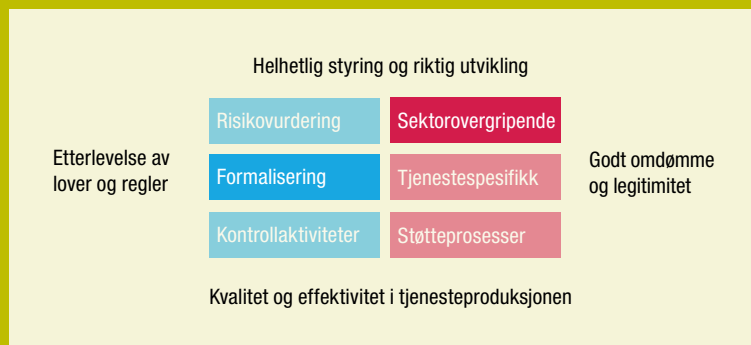 Helhetlig styring og riktig utvikling
Risikovurdering
Sektorovergripende
Etterlevelse av
lover og regler
Formalisering
Tjenestespesifikk
Godt omdømme
og legitimitet
Kontrollaktiviteter
Støtteprosesser
Kvalitet og effektivitet i tjenesteproduksjonen